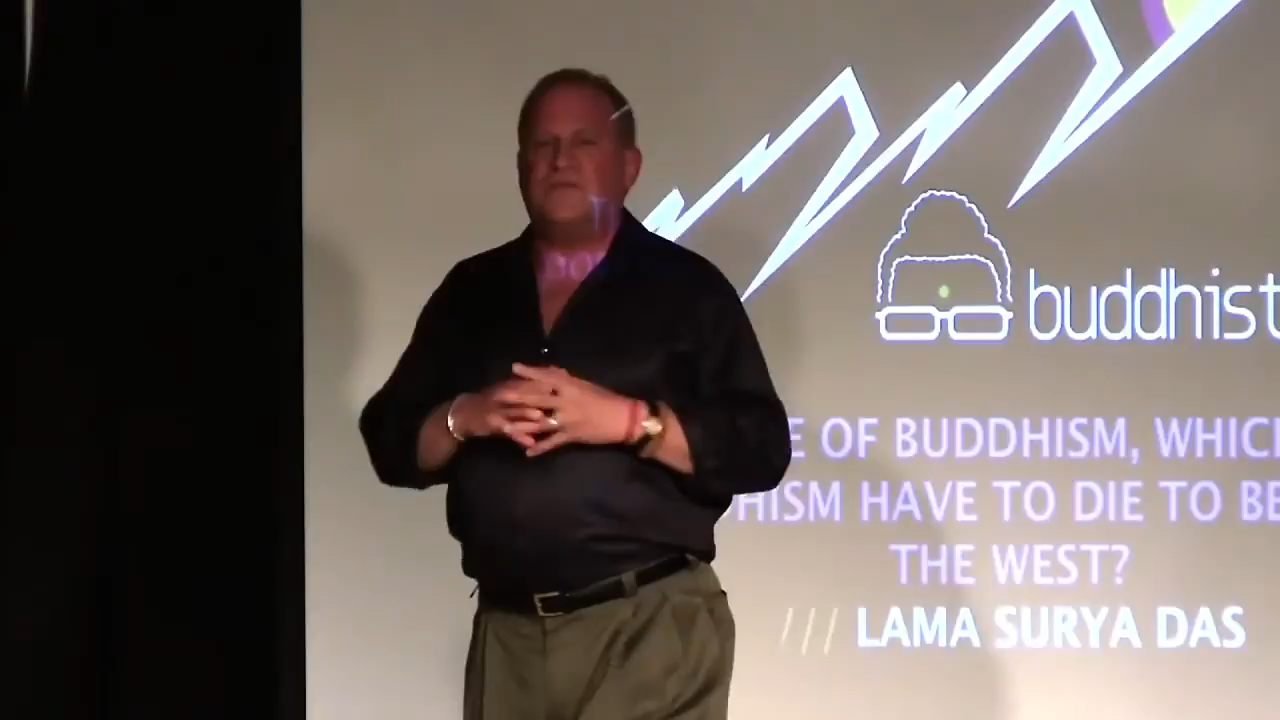 buddhist
E OF BUDDHISM, WHIC
HISM HAVE TO DIE TO BE
THE WEST?
/// LAMA SURYA DAS